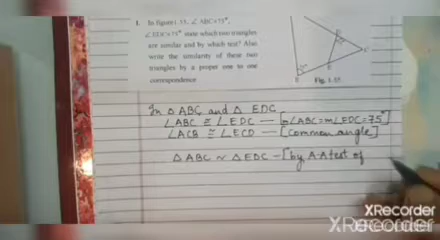 1. In figure 1.55, ∠ ABC=75°,
∠ EDC=75° state which two triangles
are similar and by which test? Also
write the similarity of these two
triangles by a proper one to one
correspondence
Fig. 1.55
In △ ABC and △ EDC
∠ABC ≅ ∠EDC — [m∠ABC=m∠EDC=75°]
∠ACB ≅ ∠ECD — [Common angle]
△ ABC ~ △ EDC - [by A-A test of
XRecorder
XRecorder